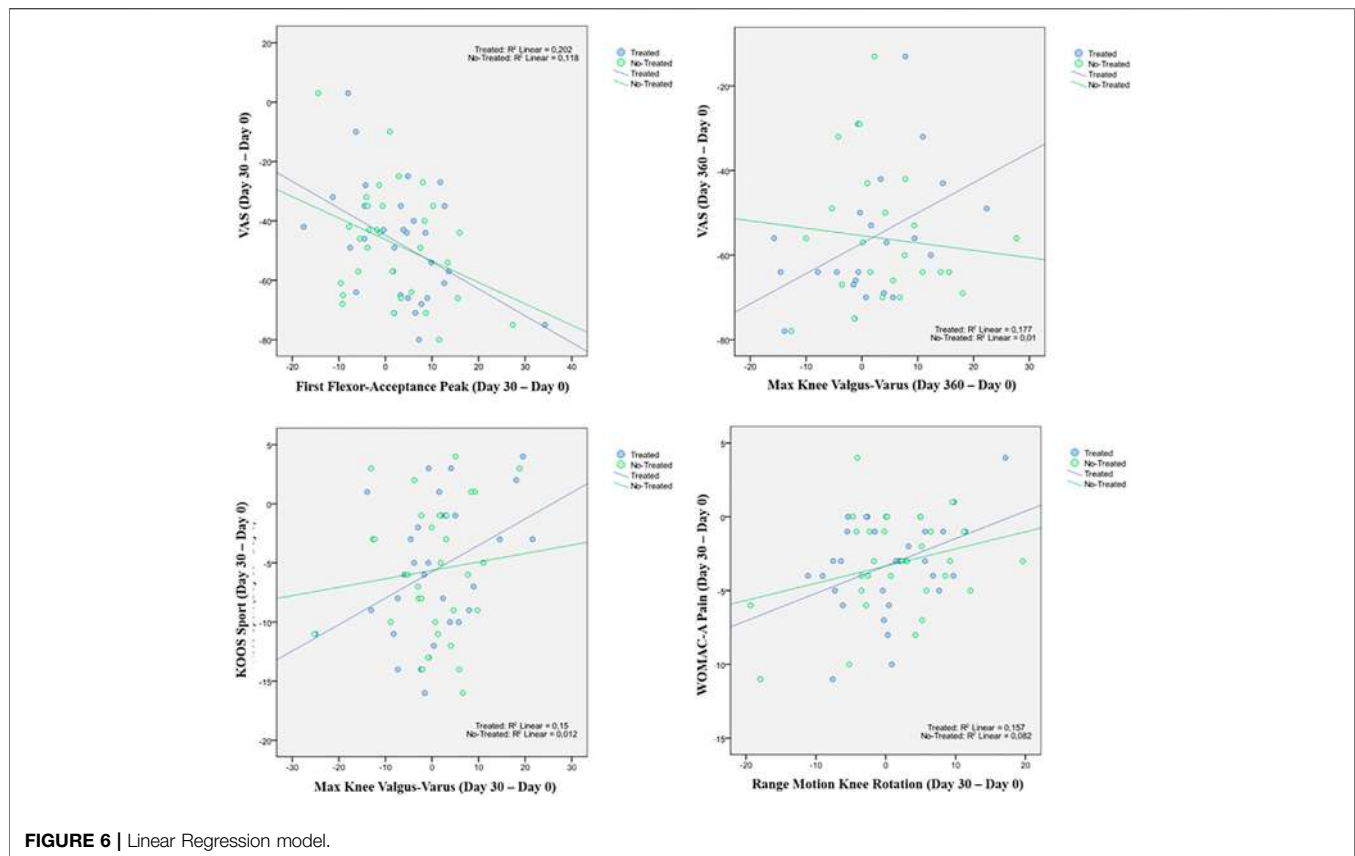 20
0
-20
-40
-60
-80
VAS (Day 30 – Day 0)
Treated: R² Linear = 0,202
No-Treated: R² Linear = 0,118
-20 -10 0 10 20 30 40
First Flexor-Acceptance Peak (Day 30 – Day 0)
Treated
No-Treated
Treated
No-Treated
-20
-40
-60
-80
VAS (Day 360 – Day 0)
Treated: R² Linear = 0,177
No-Treated: R² Linear = 0,01
-20 -10 0 10 20 30
Max Knee Valgus-Varus (Day 360 – Day 0)
Treated
No-Treated
Treated
No-Treated
5
0
-5
-10
-15
-20
KOOS Sport (Day 30 – Day 0)
Treated: R² Linear = 0,15
No-Treated: R² Linear = 0,012
-30 -20 -10 0 10 20 30
Max Knee Valgus-Varus (Day 30 – Day 0)
Treated
No-Treated
Treated
No-Treated
5
0
-5
-10
-15
WOMAC-A Pain (Day 30 – Day 0)
Treated: R² Linear = 0,157
No-Treated: R² Linear = 0,082
-20 -10 0 10 20
Range Motion Knee Rotation (Day 30 – Day 0)
Treated
No-Treated
Treated
No-Treated
FIGURE 6 | Linear Regression model.